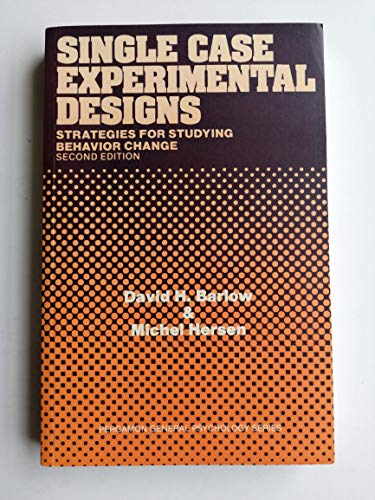 SINGLE CASE
EXPERIMENTAL
DESIGNS
STRATEGIES FOR STUDYING
BEHAVIOR CHANGE
SECOND EDITION
David H. Barlow
&
Michel Hersen
PERGAMON GENERAL PSYCHOLOGY SERIES